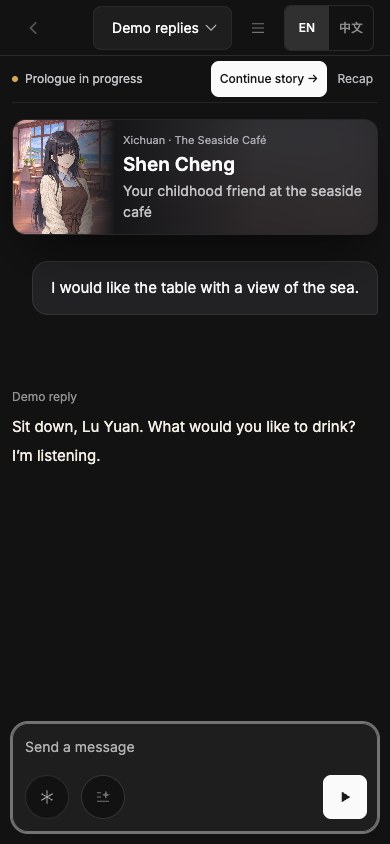 Demo replies
EN
中文
Prologue in progress
Continue story →
Recap
Xichuan · The Seaside Café
Shen Cheng
Your childhood friend at the seaside
café
I would like the table with a view of the sea.
Demo reply
Sit down, Lu Yuan. What would you like to drink?
I’m listening.
Send a message